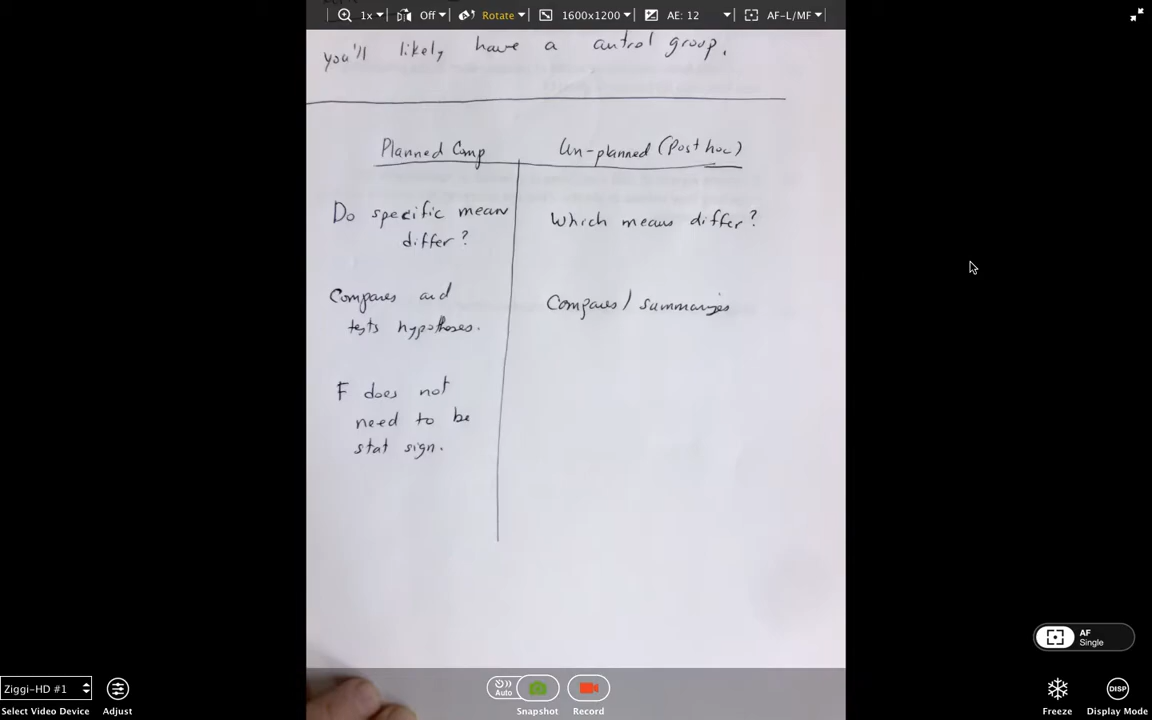 1x Off Rotate 1600x1200 AE: 12 AF-L/MF
you'll likely have a control group.
Planned Comp
Un-planned (Post hoc)
Do specific mean
differ?
Which means differ?
Compares and
tests hypotheses.
Compares/summarizes
F does not
need to be
stat sign.
AF
Single
Ziggi-HD #1
Select Video Device
Adjust
Auto
Snapshot
Record
Freeze
DISP
Display Mode